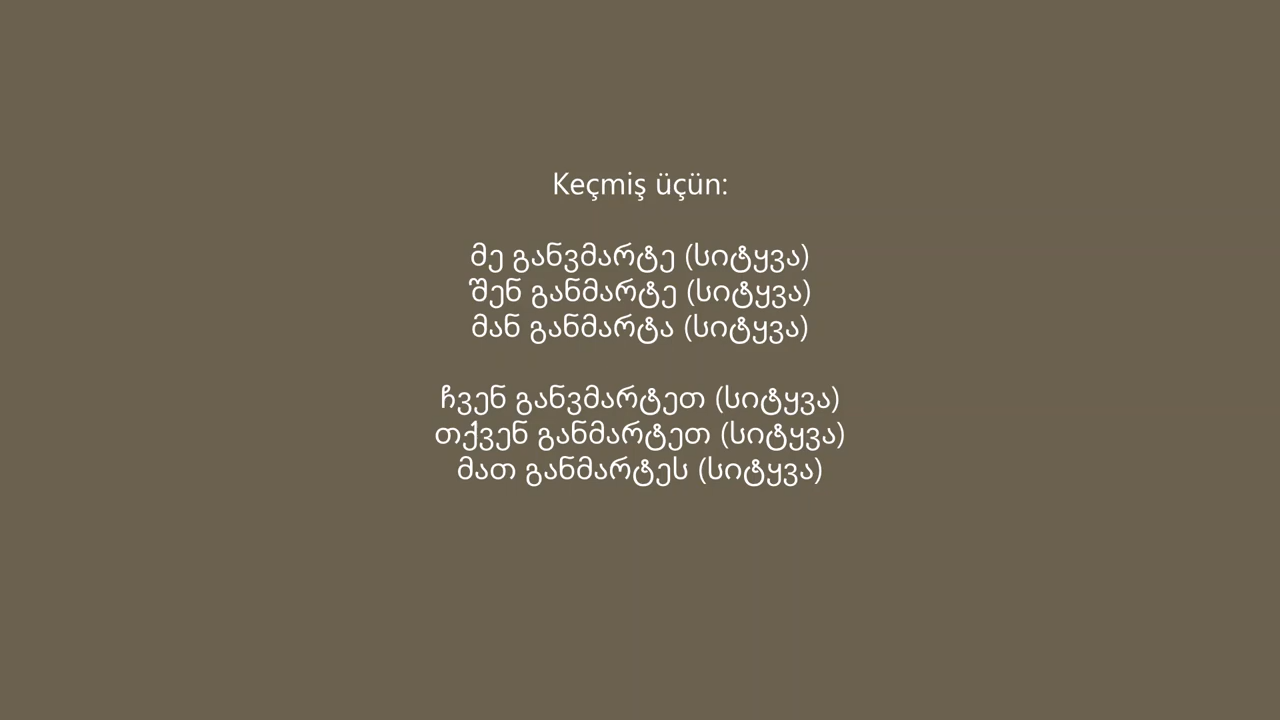 Keçmiş üçün:
მე განვმარტე (სიტყვა)
შენ განმარტე (სიტყვა)
მან განმარტა (სიტყვა)
ჩვენ განვმარტეთ (სიტყვა)
თქვენ განმარტეთ (სიტყვა)
მათ განმარტეს (სიტყვა)